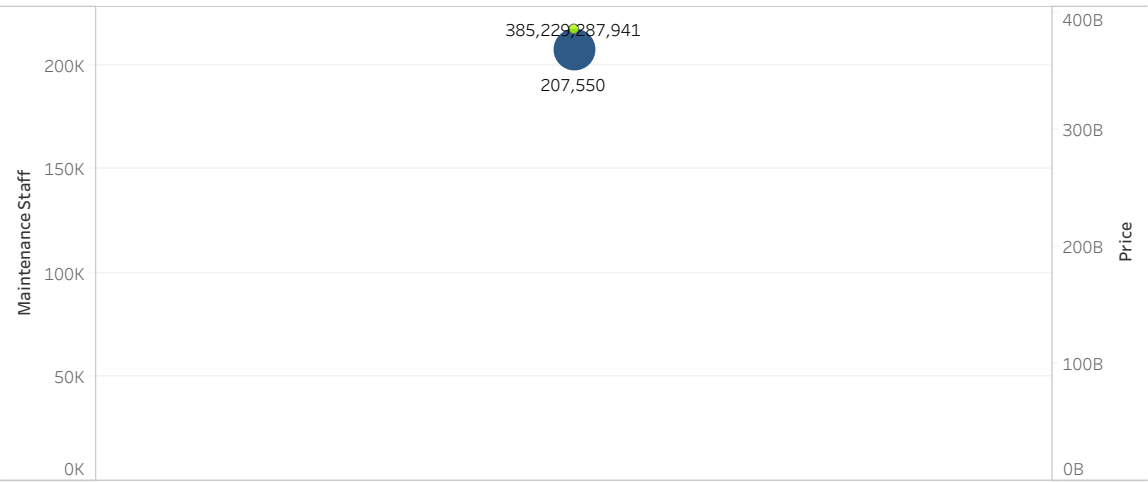 385,229,287,941
207,550
200K
150K
100K
50K
0K
Maintenance Staff
400B
300B
200B
100B
0B
Price